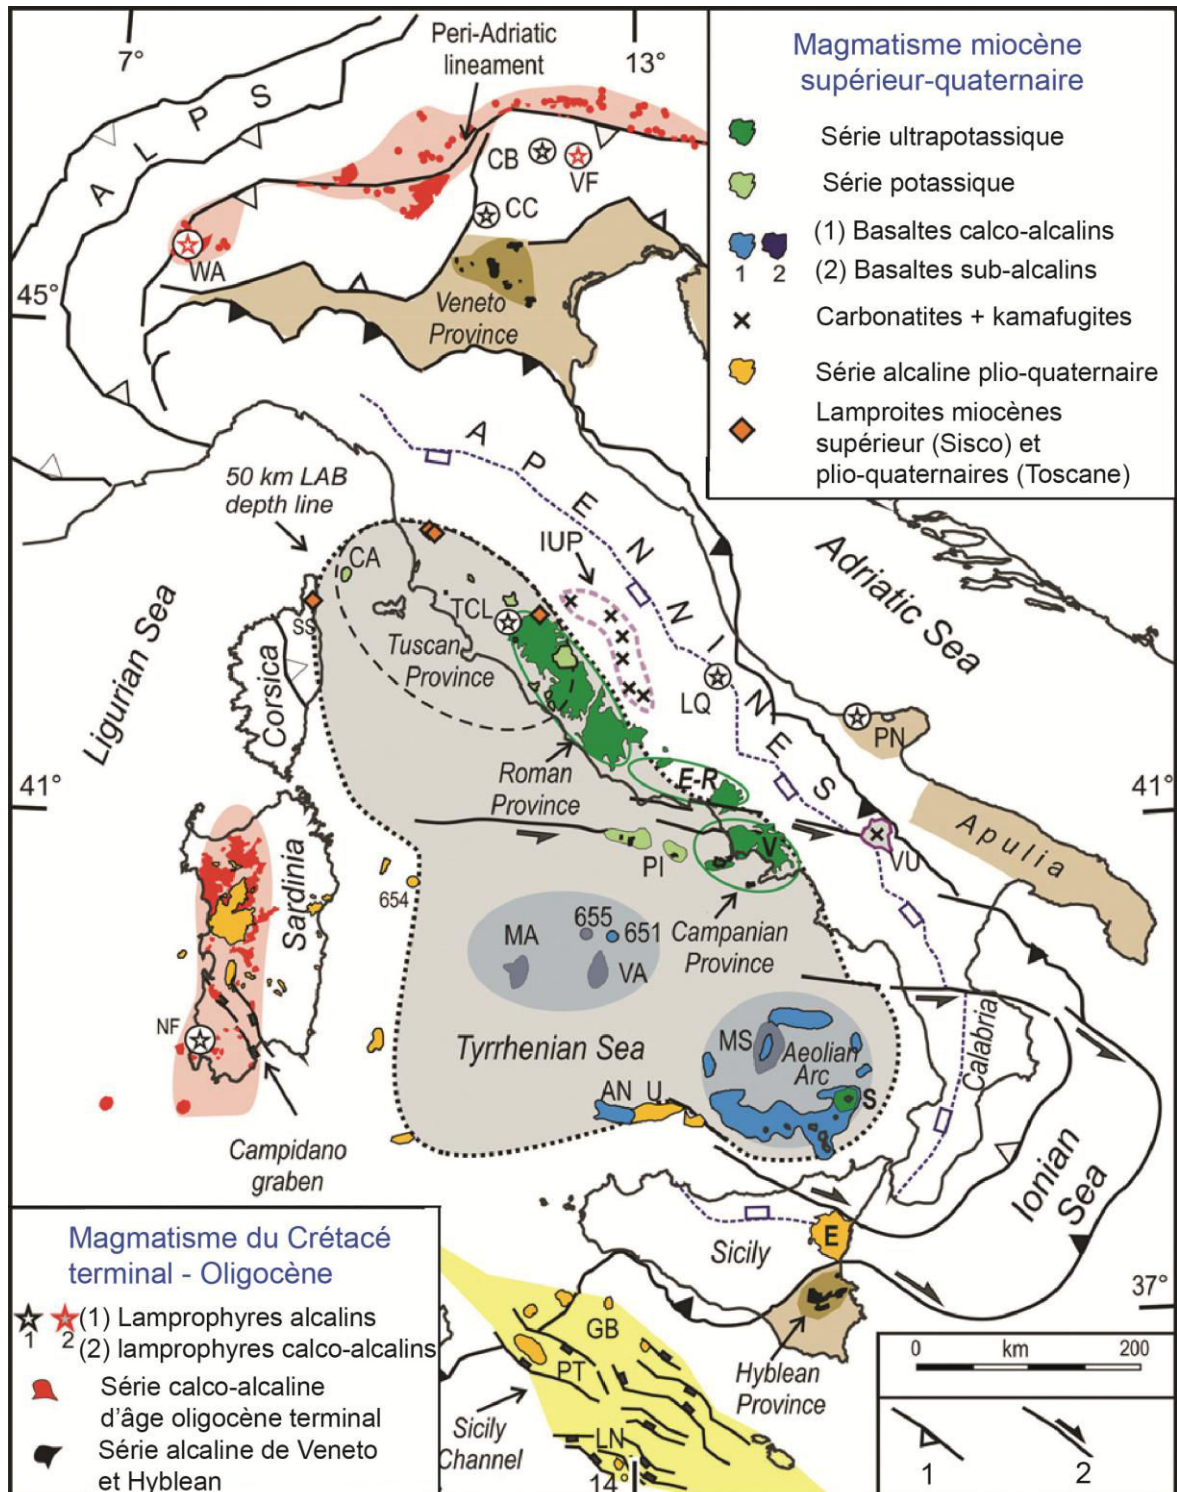 7°
13°
Peri-Adriatic
lineament
A L P S
CB
VF
CC
WA
45°
Veneto
Province
Magmatisme miocène
supérieur-quaternaire
Série ultrapotassique
Série potassique
(1) Basaltes calco-alcalins
1 2
(2) Basaltes sub-alcalins
Carbonatites + kamafugites
Série alcaline plio-quaternaire
Lamproites miocènes
supérieur (Sisco) et
plio-quaternaires (Toscane)
A P E N N I N E S
50 km LAB
depth line
IUP
Adriatic Sea
CA
TCL
SS
Tuscan
Province
Ligurian Sea
Corsica
LQ
PN
Roman
Province
E-R
41°
41°
Apulia
V
VU
PI
Sardinia
654
655
651
MA
VA
Campanian
Province
NF
Tyrrhenian Sea
MS
Aeolian
Arc
S
Calabria
AN U
Campidano
graben
Ionian
Sea
E
Sicily
37°
Magmatisme du Crétacé
terminal - Oligocène
(1) Lamprophyres alcalins
1 2
(2) lamprophyres calco-alcalins
Série calco-alcaline
d'âge oligocène terminal
Série alcaline de Veneto
et Hyblean
GB
PT
LN
Sicily
Channel
14°
Hyblean
Province
0 km 200
1 2